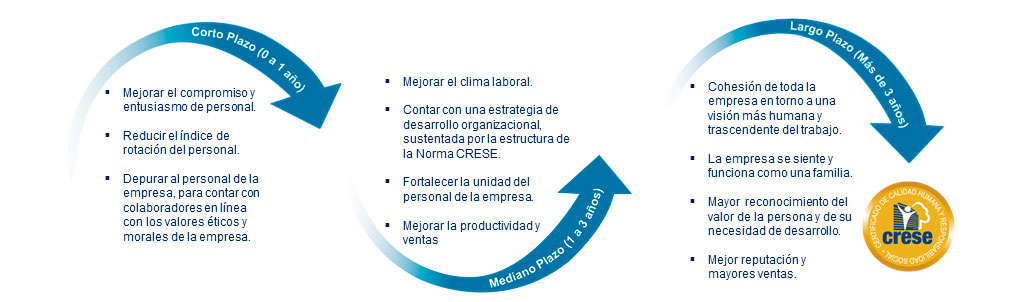 Corto Plazo (0 a 1 año)
▪ Mejorar el compromiso y
entusiasmo de personal.
▪ Reducir el índice de
rotación del personal.
▪ Depurar al personal de la
empresa, para contar con
colaboradores en línea
con los valores éticos y
morales de la empresa.
▪ Mejorar el clima laboral.
▪ Contar con una estrategia de
desarrollo organizacional,
sustentada por la estructura de
la Norma CRESE.
▪ Fortalecer la unidad del
personal de la empresa.
▪ Mejorar la productividad y
ventas
Mediano Plazo (1 a 3 años)
Largo Plazo (Más de 3 años)
▪ Cohesión de toda la
empresa en torno a una
visión más humana y
trascendente del trabajo.
▪ La empresa se siente y
funciona como una familia.
▪ Mayor reconocimiento del
valor de la persona y de su
necesidad de desarrollo.
▪ Mejor reputación y
mayores ventas.
CERTIFICADO DE CALIDAD HUMANA Y RESPONSABILIDAD SOCIAL
crese